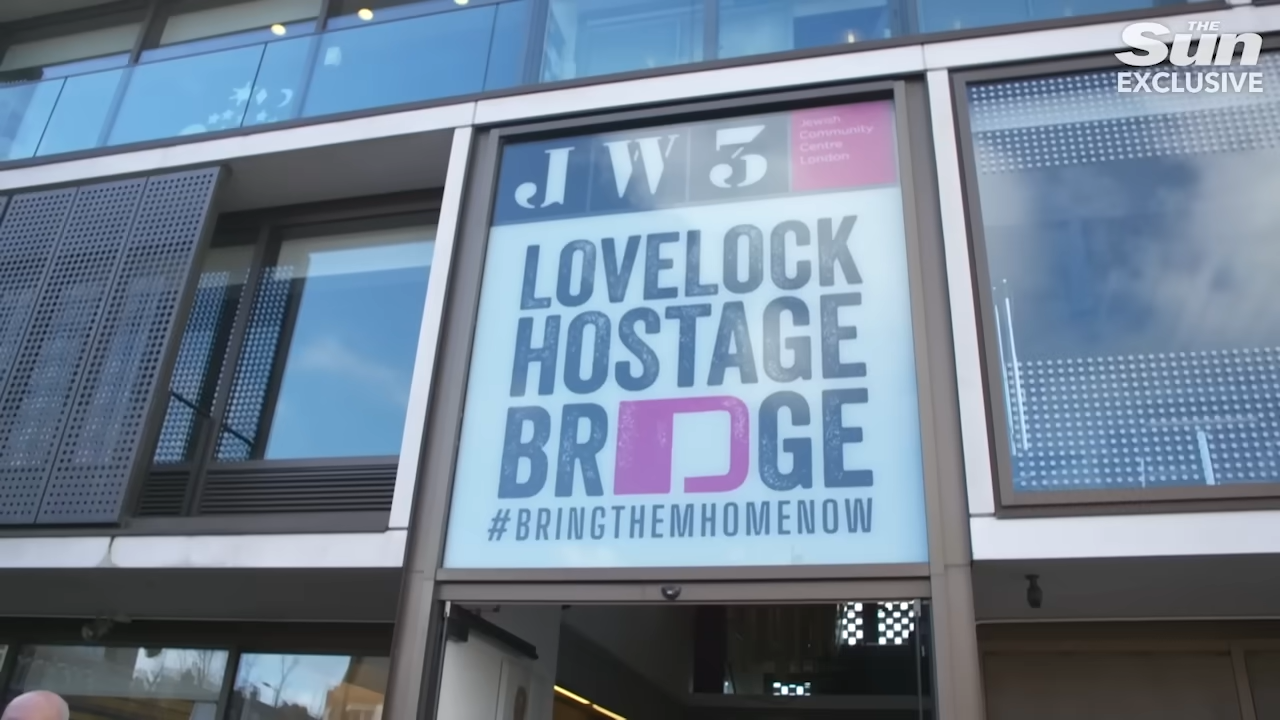 THE
Sun
EXCLUSIVE
JW3
Jewish
Community
Centre
London
LOVELOCK
HOSTAGE
BRIDGE
#BRINGTHEMHOMENOW